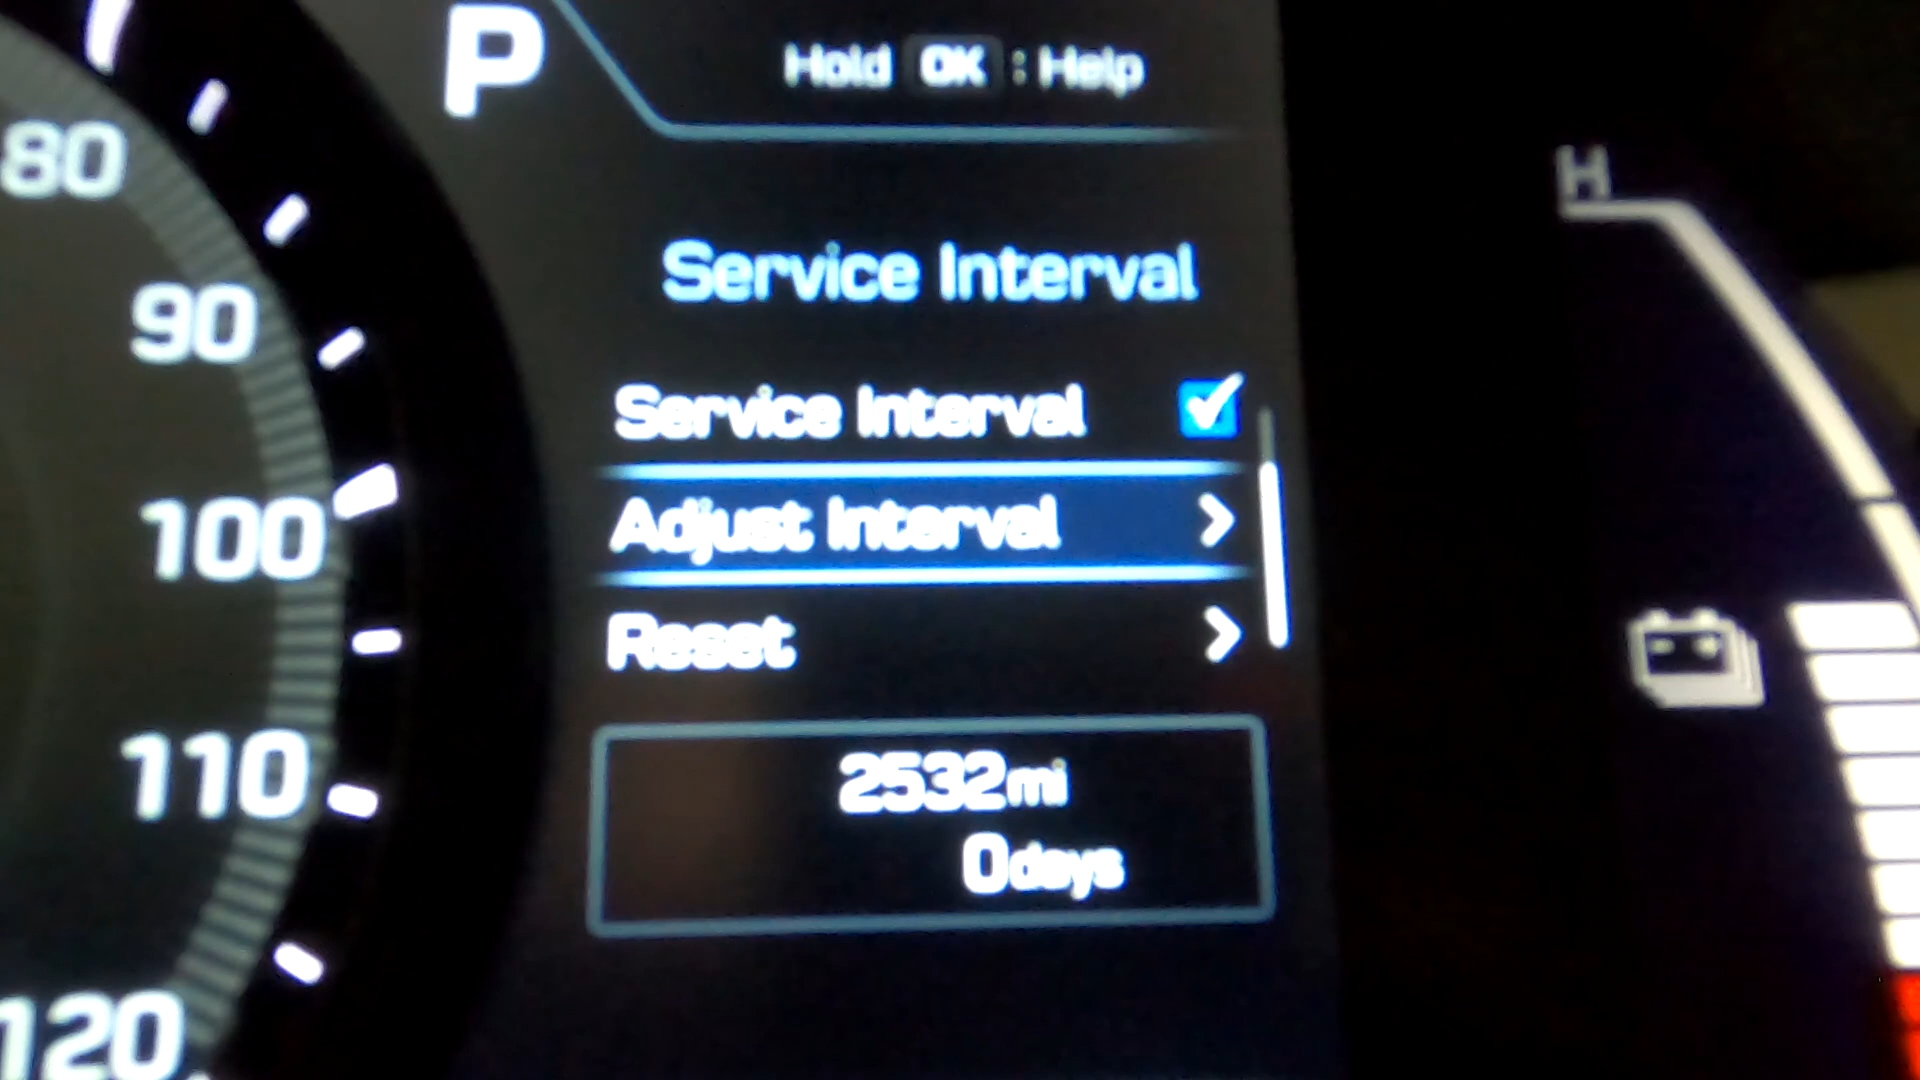 P
Hold OK : Help
Service Interval
Service Interval
Adjust Interval
Reset
2532mi
0days
80
90
100
110
120
H